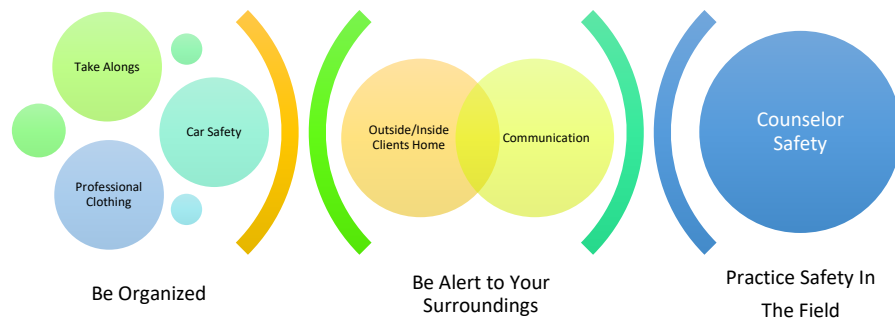 Take Alongs
Car Safety
Professional
Clothing
Be Organized
Outside/Inside
Clients Home
Communication
Be Alert to Your
Surroundings
Counselor
Safety
Practice Safety In
The Field